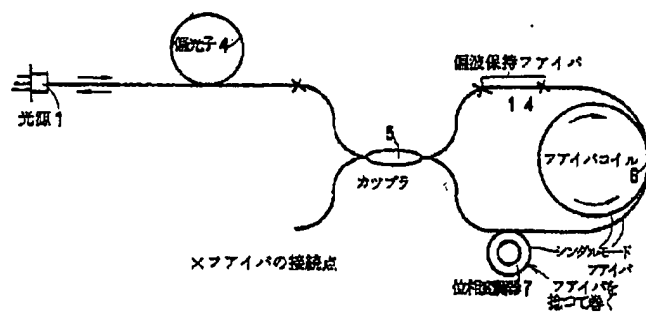 偏光子4
偏波保持ファイバ
14
光源1
5
カツプラ
ファイバコイル
6
×ファイバの接続点
シングルモード
ファイバ
位相変調器7
ファイバを
捻つて巻く